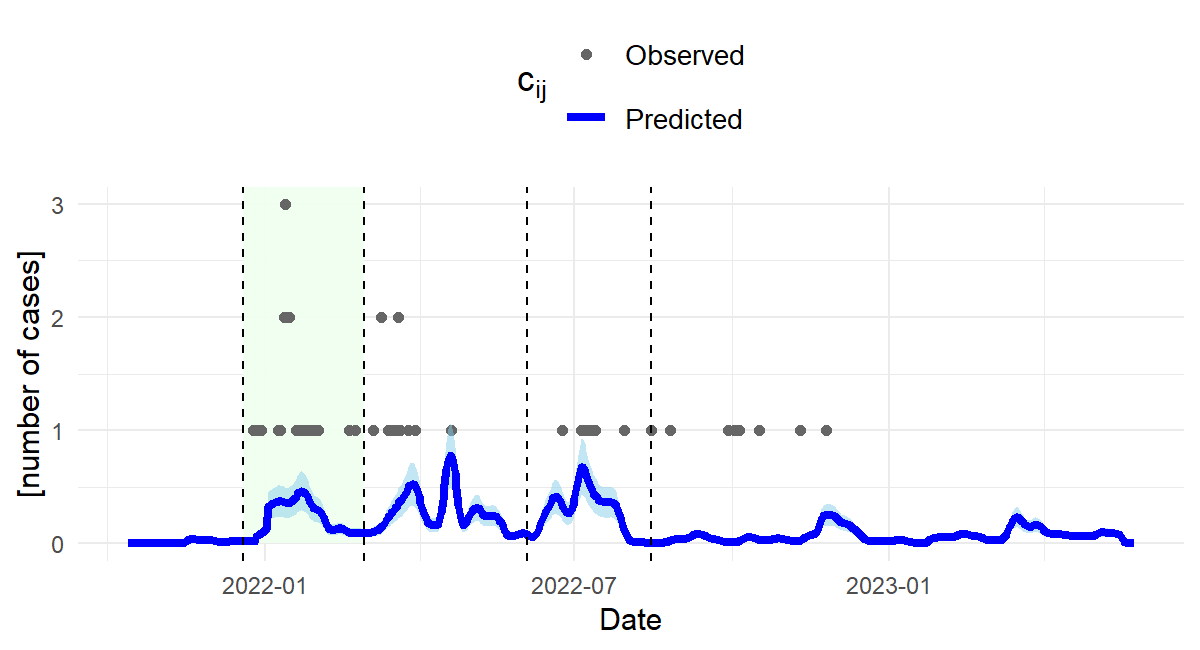 Observed
c_ij
Predicted
[number of cases]
3
2
1
0
2022-01
2022-07
2023-01
Date